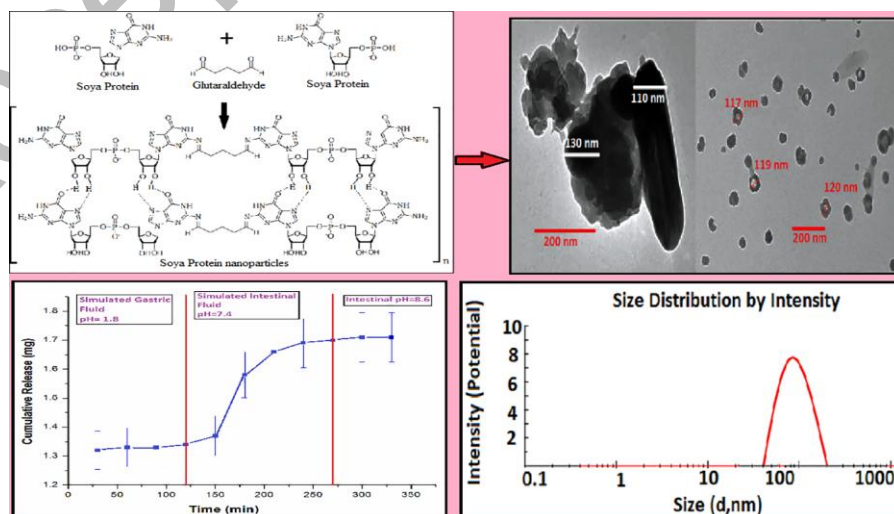 Soya Protein
+
Glutaraldehyde
Soya Protein
Soya Protein nanoparticles
n
130 nm
110 nm
200 nm
117 nm
119 nm
120 nm
200 nm
Simulated Gastric
Fluid
pH= 1.8
Simulated Intestinal
Fluid
pH=7.4
Intestinal pH=8.6
Cumulative Release (mg)
1.8
1.7
1.6
1.5
1.4
1.3
1.2
0 50 100 150 200 250 300 350
Time (min)
Size Distribution by Intensity
Intensity (Potential)
10
8
6
4
2
0.1 1 10 100 1000
Size (d,nm)